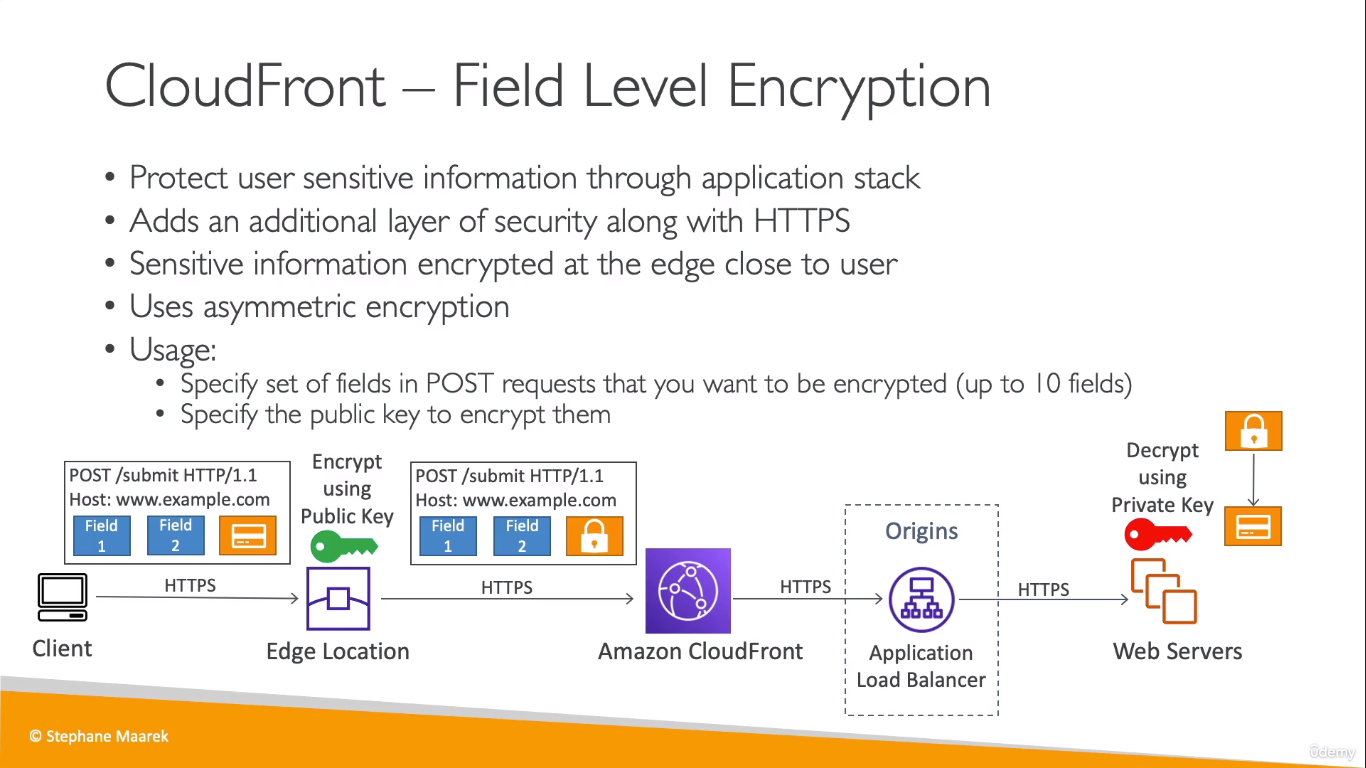 CloudFront – Field Level Encryption
• Protect user sensitive information through application stack
• Adds an additional layer of security along with HTTPS
• Sensitive information encrypted at the edge close to user
• Uses asymmetric encryption
• Usage:
• Specify set of fields in POST requests that you want to be encrypted (up to 10 fields)
• Specify the public key to encrypt them
POST /submit HTTP/1.1
Host: www.example.com
Field
1
Field
2
Encrypt
using
Public Key
POST /submit HTTP/1.1
Host: www.example.com
Field
1
Field
2
Origins
Decrypt
using
Private Key
HTTPS
HTTPS
HTTPS
HTTPS
Client
Edge Location
Amazon CloudFront
Application
Load Balancer
Web Servers
© Stephane Maarek
ûdemy